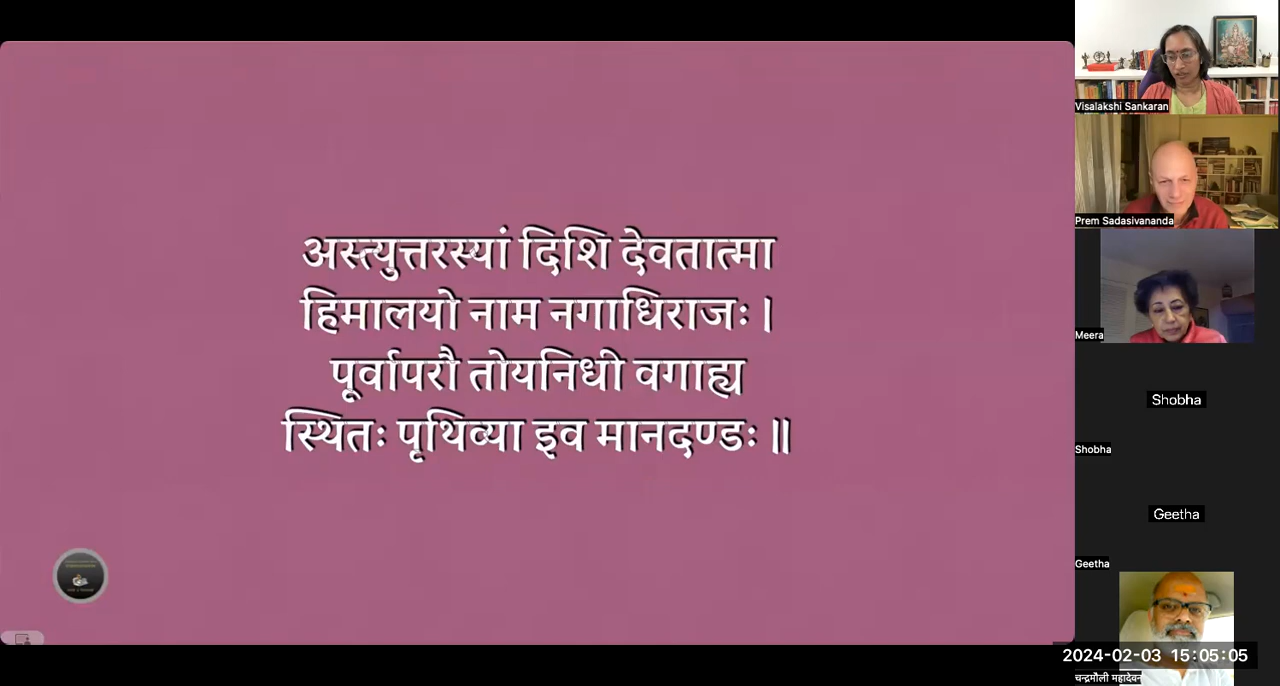 अस्त्युत्तरस्यां दिशि देवतात्मा
हिमालयो नाम नगाधिराजः ।
पूर्वापरौ तोयनिधी वगाह्य
स्थितः पृथिव्या इव मानदण्डः ॥
Visalakshi Sankaran
Prem Sadasivananda
Meera
Shobha
Shobha
Geetha
Geetha
2024-02-03 15:05:05
चन्द्रमौली महादेवन